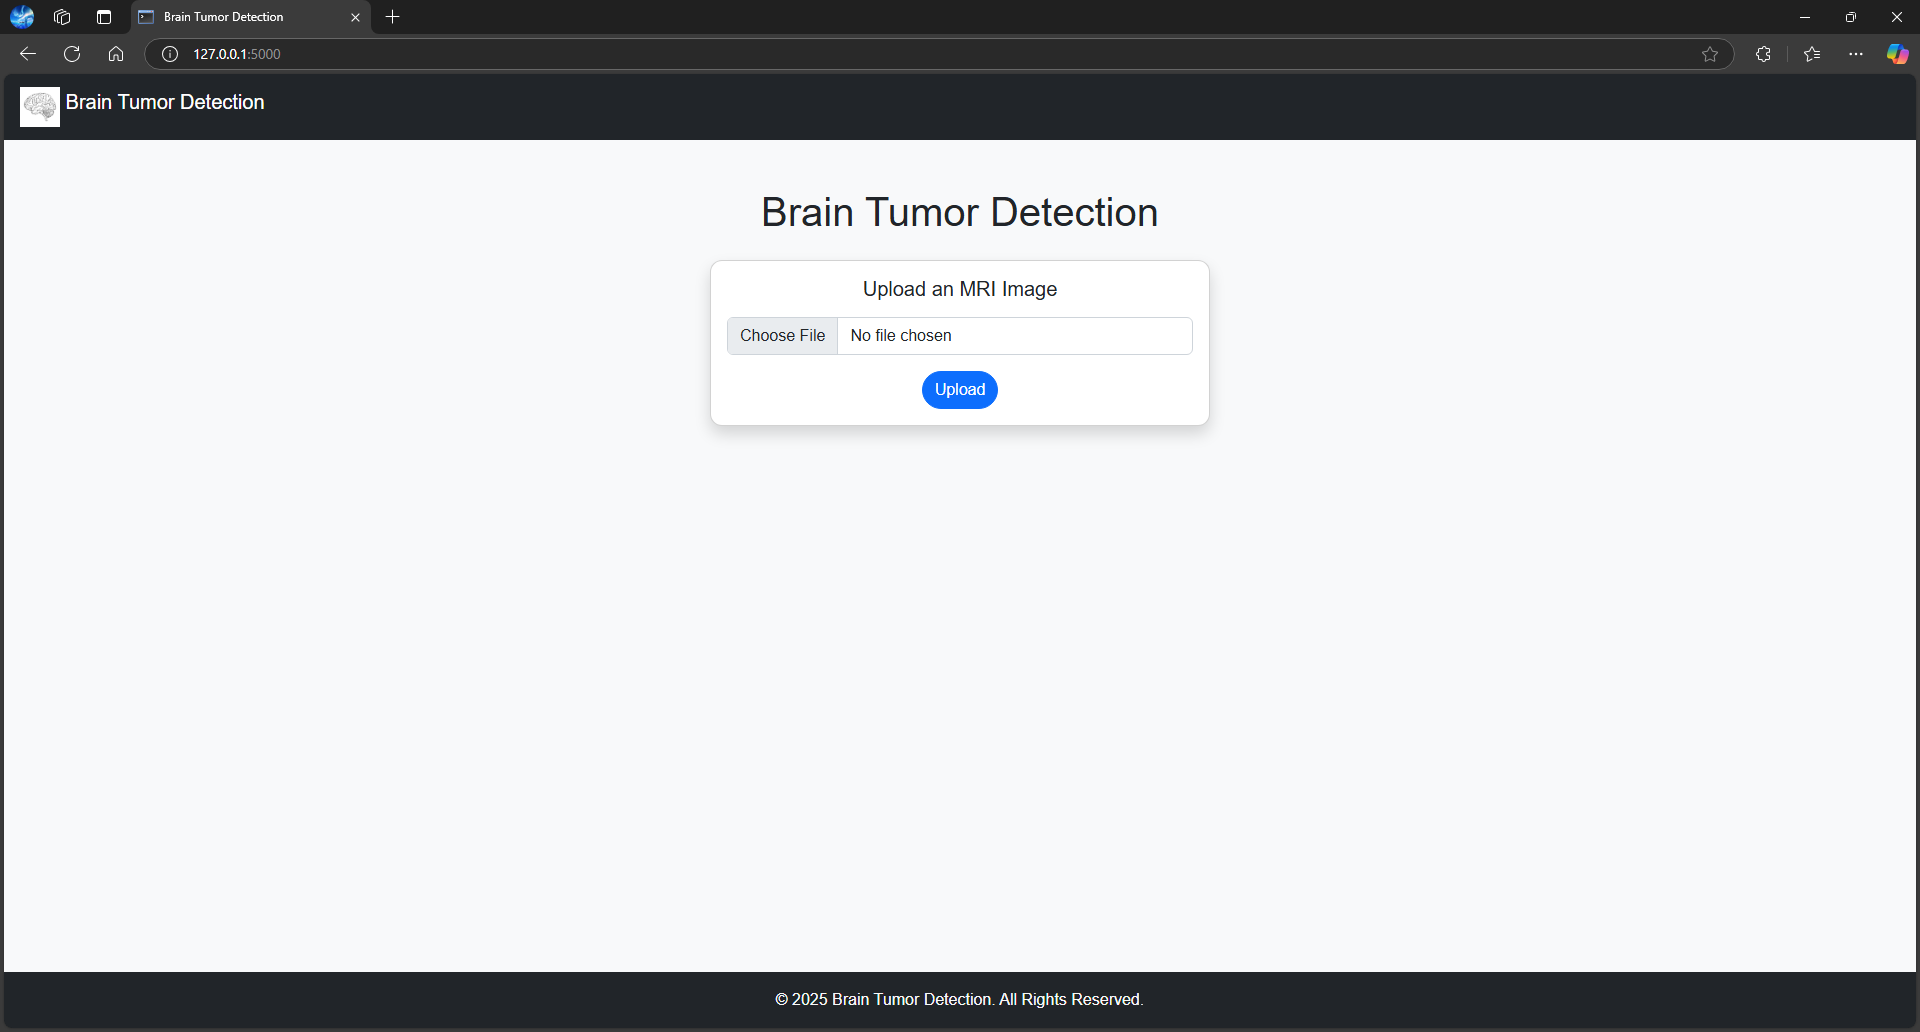 Brain Tumor Detection
127.0.0.1:5000
Brain Tumor Detection
Brain Tumor Detection
Upload an MRI Image
Choose File No file chosen
Upload
© 2025 Brain Tumor Detection. All Rights Reserved.